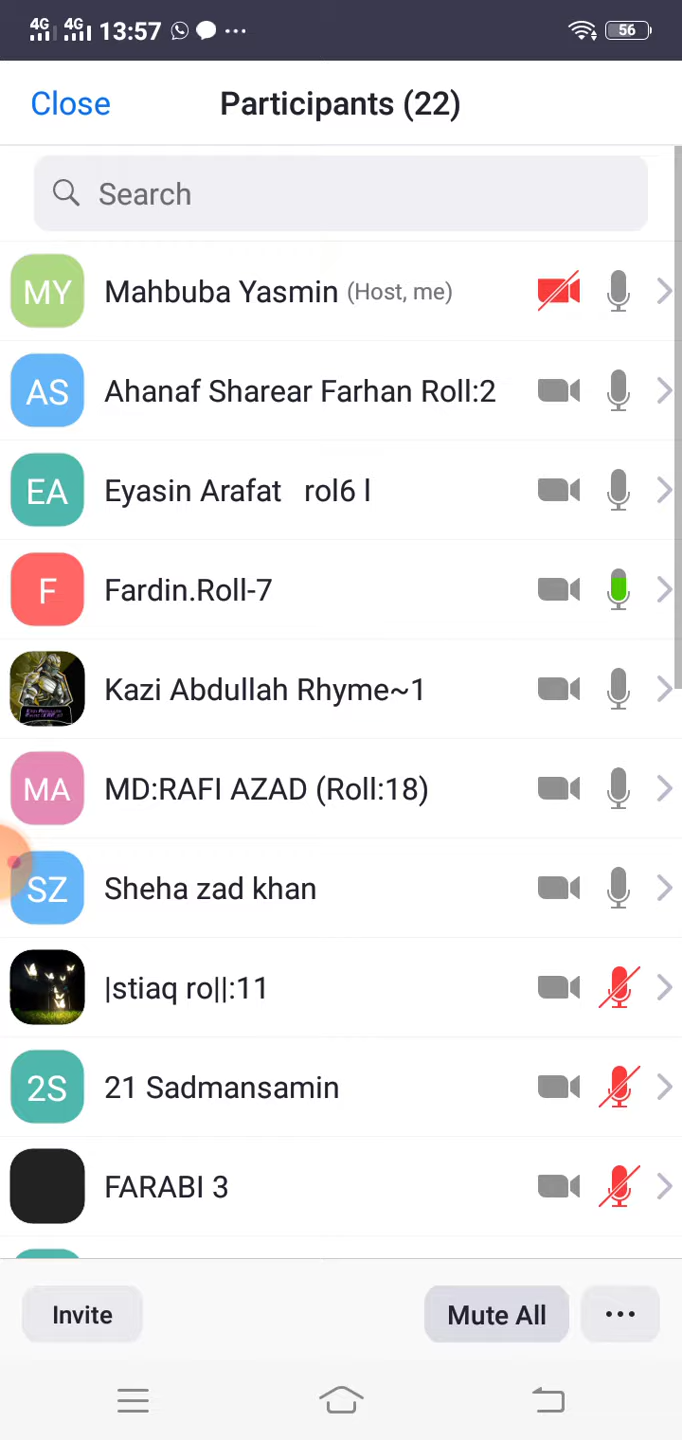 4G 4G 13:57 56
Close Participants (22)
Search
MY Mahbuba Yasmin (Host, me)
AS Ahanaf Sharear Farhan Roll:2
EA Eyasin Arafat rol6 l
F Fardin.Roll-7
Kazi Abdullah Rhyme~1
MA MD:RAFI AZAD (Roll:18)
SZ Sheha zad khan
|stiaq ro||:11
2S 21 Sadmansamin
FARABI 3
Invite Mute All